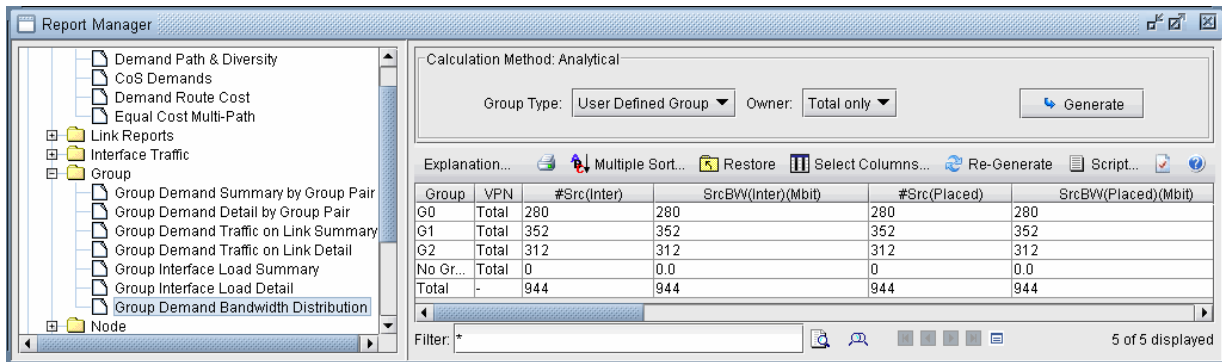 Report Manager
Demand Path & Diversity
CoS Demands
Demand Route Cost
Equal Cost Multi-Path
Link Reports
Interface Traffic
Group
Group Demand Summary by Group Pair
Group Demand Detail by Group Pair
Group Demand Traffic on Link Summary
Group Demand Traffic on Link Detail
Group Interface Load Summary
Group Interface Load Detail
Group Demand Bandwidth Distribution
Node
Calculation Method: Analytical
Group Type: User Defined Group Owner: Total only Generate
Explanation... Multiple Sort... Restore Select Columns... Re-Generate Script...
Group VPN #Src(Inter) SrcBW(Inter)(Mbit) #Src(Placed) SrcBW(Placed)(Mbit)
G0 Total 280 280 280 280
G1 Total 352 352 352 352
G2 Total 312 312 312 312
No Gr... Total 0 0.0 0 0.0
Total - 944 944 944 944
Filter: * 5 of 5 displayed